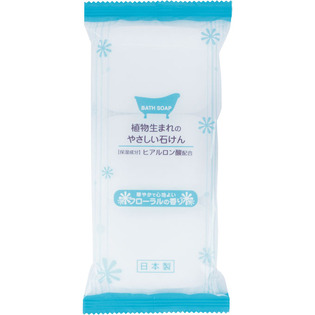 BATH SOAP
植物生まれの
やさしい石けん
[保湿成分] ヒアルロン酸配合
華やかで心地よい
フローラルの香り
日本製